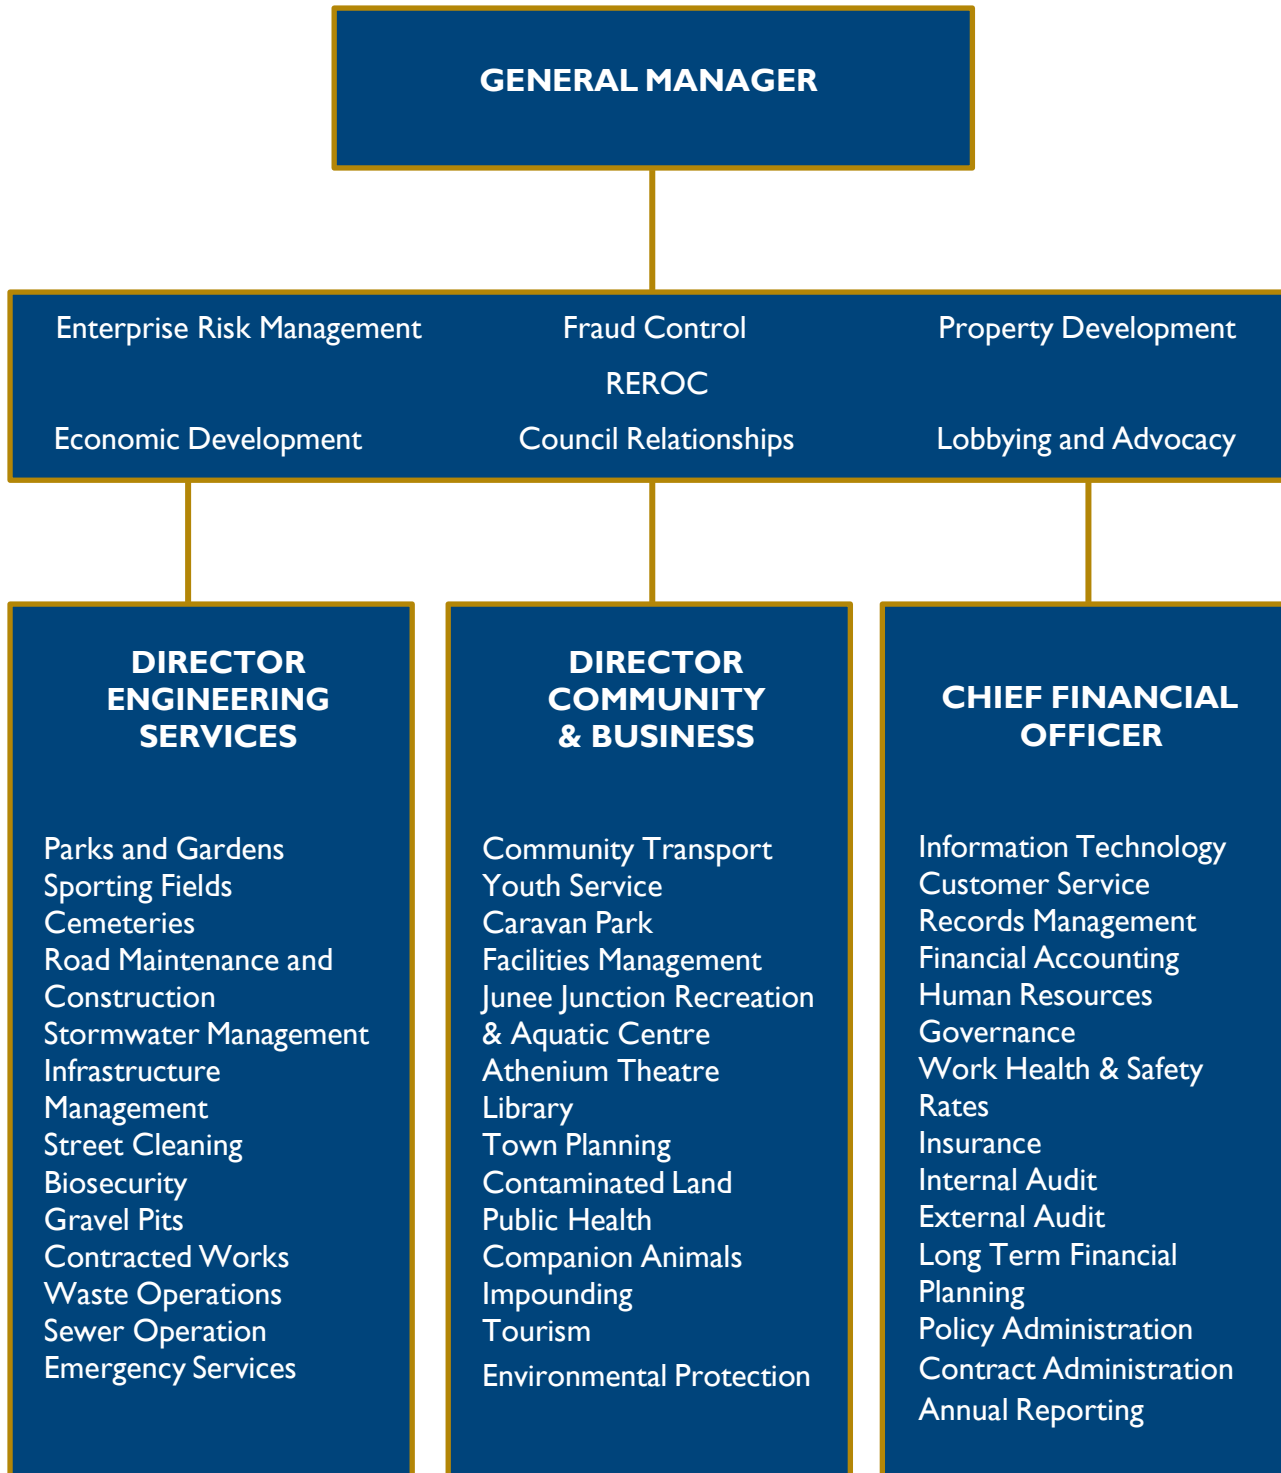 GENERAL MANAGER
Enterprise Risk Management
Fraud Control
Property Development
REROC
Economic Development
Council Relationships
Lobbying and Advocacy
DIRECTOR
ENGINEERING
SERVICES
Parks and Gardens
Sporting Fields
Cemeteries
Road Maintenance and
Construction
Stormwater Management
Infrastructure
Management
Street Cleaning
Biosecurity
Gravel Pits
Contracted Works
Waste Operations
Sewer Operation
Emergency Services
DIRECTOR
COMMUNITY
& BUSINESS
Community Transport
Youth Service
Caravan Park
Facilities Management
Junee Junction Recreation
& Aquatic Centre
Athenium Theatre
Library
Town Planning
Contaminated Land
Public Health
Companion Animals
Impounding
Tourism
Environmental Protection
CHIEF FINANCIAL
OFFICER
Information Technology
Customer Service
Records Management
Financial Accounting
Human Resources
Governance
Work Health & Safety
Rates
Insurance
Internal Audit
External Audit
Long Term Financial
Planning
Policy Administration
Contract Administration
Annual Reporting